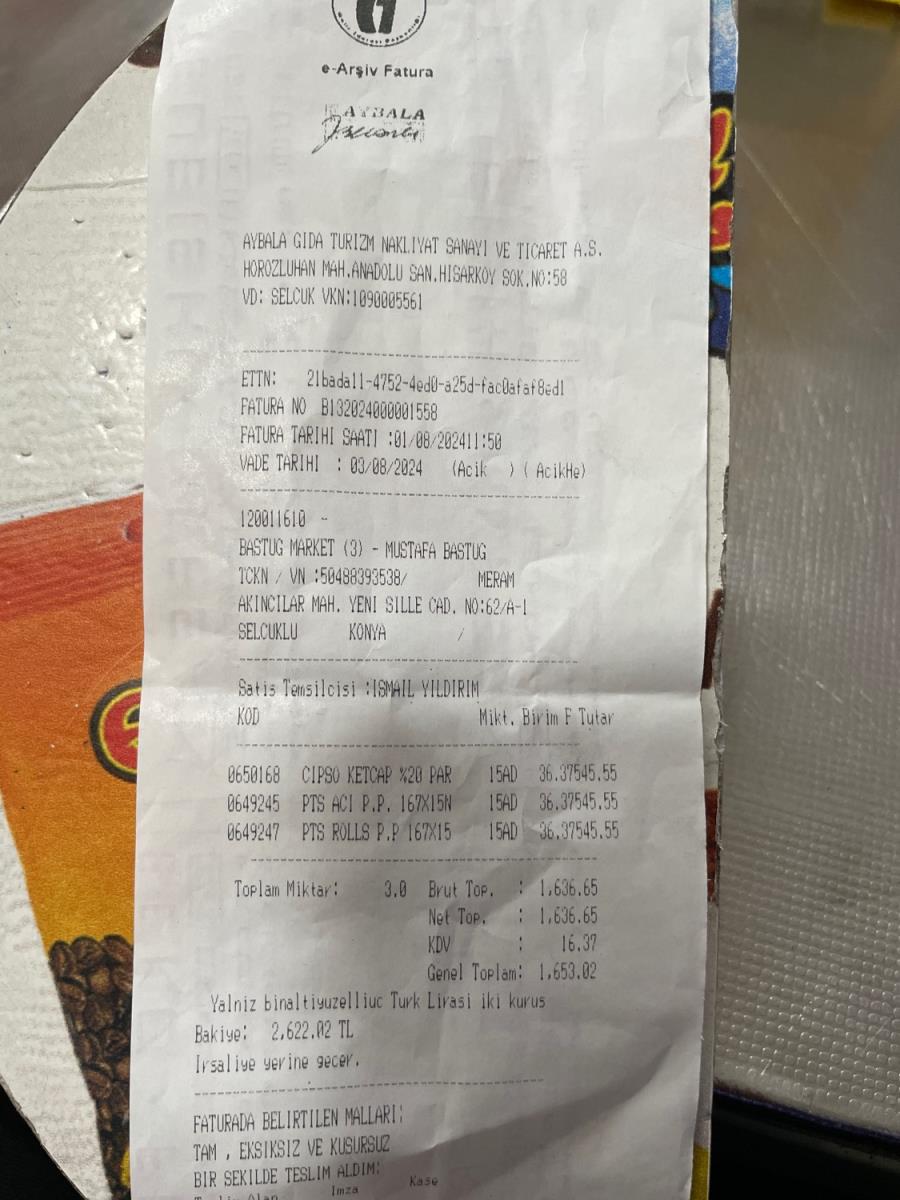 e-Arşiv Fatura
AYBALA
AYBALA GIDA TURIZM NAKLIYAT SANAYI VE TICARET A.S.
HOROZLUHAN MAH.ANADOLU SAN.HISARKOY SOK.NO:58
VD: SELCUK VKN:1090005561
ETTN: 21bada11-4752-4ed0-a25d-fac0afaf8ed1
FATURA NO B132024000001558
FATURA TARIHI SAATI :01/08/202411:50
VADE TARIHI : 03/08/2024 (Acik ) ( AcikHe)
120011610 -
BASTUG MARKET (3) - MUSTAFA BASTUG
TCKN / VN :50488393538/ MERAM
AKINCILAR MAH. YENI SILLE CAD. NO:62/A-1
SELCUKLU KONYA /
Satis Temsilcisi :ISMAIL YILDIRIM
KOD Mikt. Birim F Tutar
0650168 CIPSO KETCAP %20 PAR 15AD 36.37545.55
0649245 PTS ACI P.P. 167X15N 15AD 36.37545.55
0649247 PTS ROLLS P.P 167X15 15AD 36.37545.55
Toplam Miktar: 3.0 Brut Top. : 1,636.65
Net Top. : 1,636.65
KDV : 16.37
Genel Toplam: 1,653.02
Yalniz binaltiyuzelliuc Turk Lirasi iki kurus
Bakiye: 2,622.02 TL
Irsaliye yerine gecer.
FATURADA BELIRTILEN MALLARI;
TAM , EKSIKSIZ VE KUSURSUZ
BIR SEKILDE TESLIM ALDIM;
Imza Kase